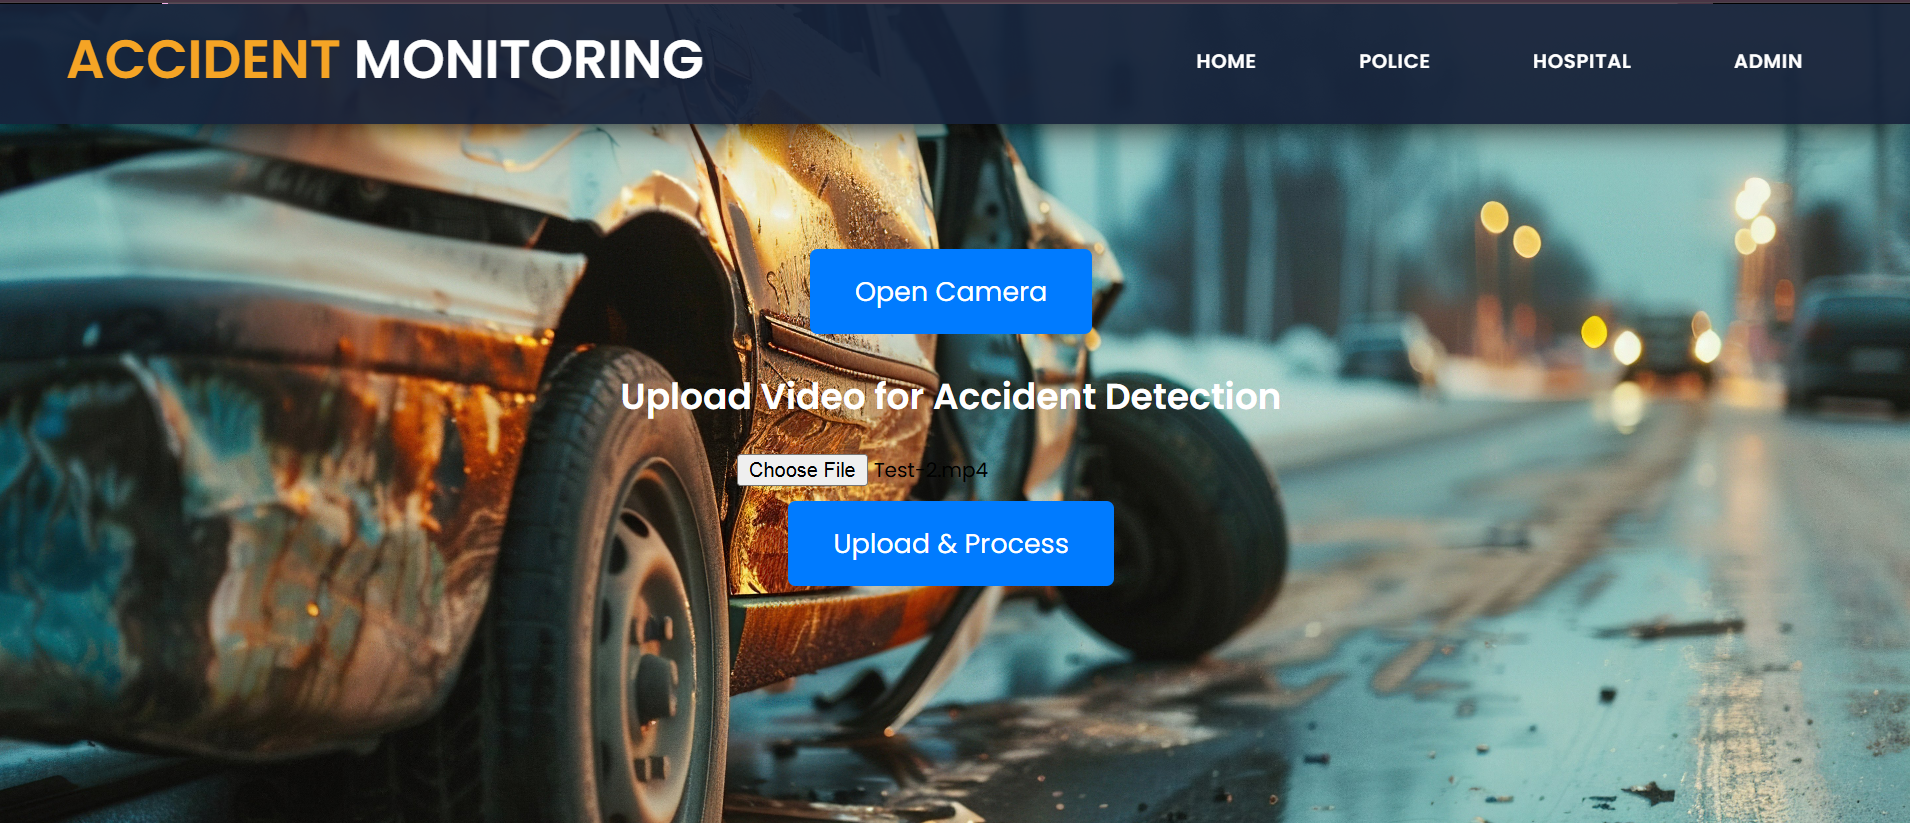 ACCIDENT MONITORING
HOME POLICE HOSPITAL ADMIN
Open Camera
Upload Video for Accident Detection
Choose File Test-2.mp4
Upload & Process